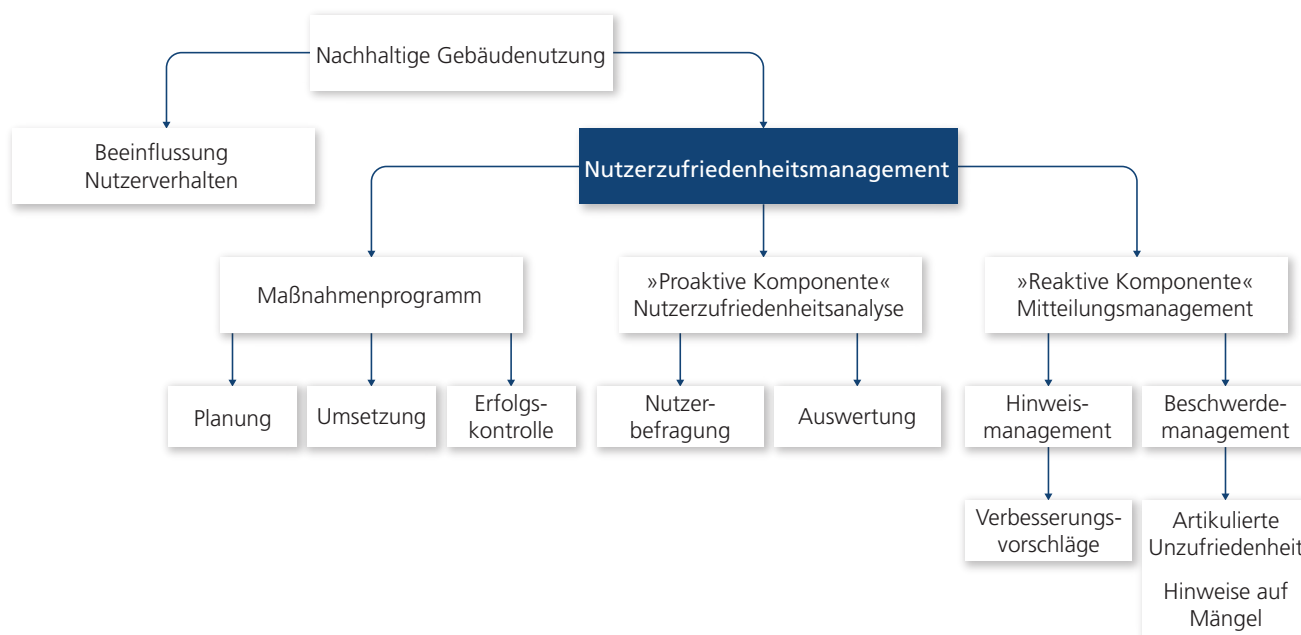 Nachhaltige Gebäudenutzung
Beeinflussung
Nutzerverhalten
Nutzerzufriedenheitsmanagement
Maßnahmenprogramm
»Proaktive Komponente«
Nutzerzufriedenheitsanalyse
»Reaktive Komponente«
Mitteilungsmanagement
Planung
Umsetzung
Erfolgs-
kontrolle
Nutzer-
befragung
Auswertung
Hinweis-
management
Beschwerde-
management
Verbesserungs-
vorschläge
Artikulierte
Unzufriedenheit
Hinweise auf
Mängel